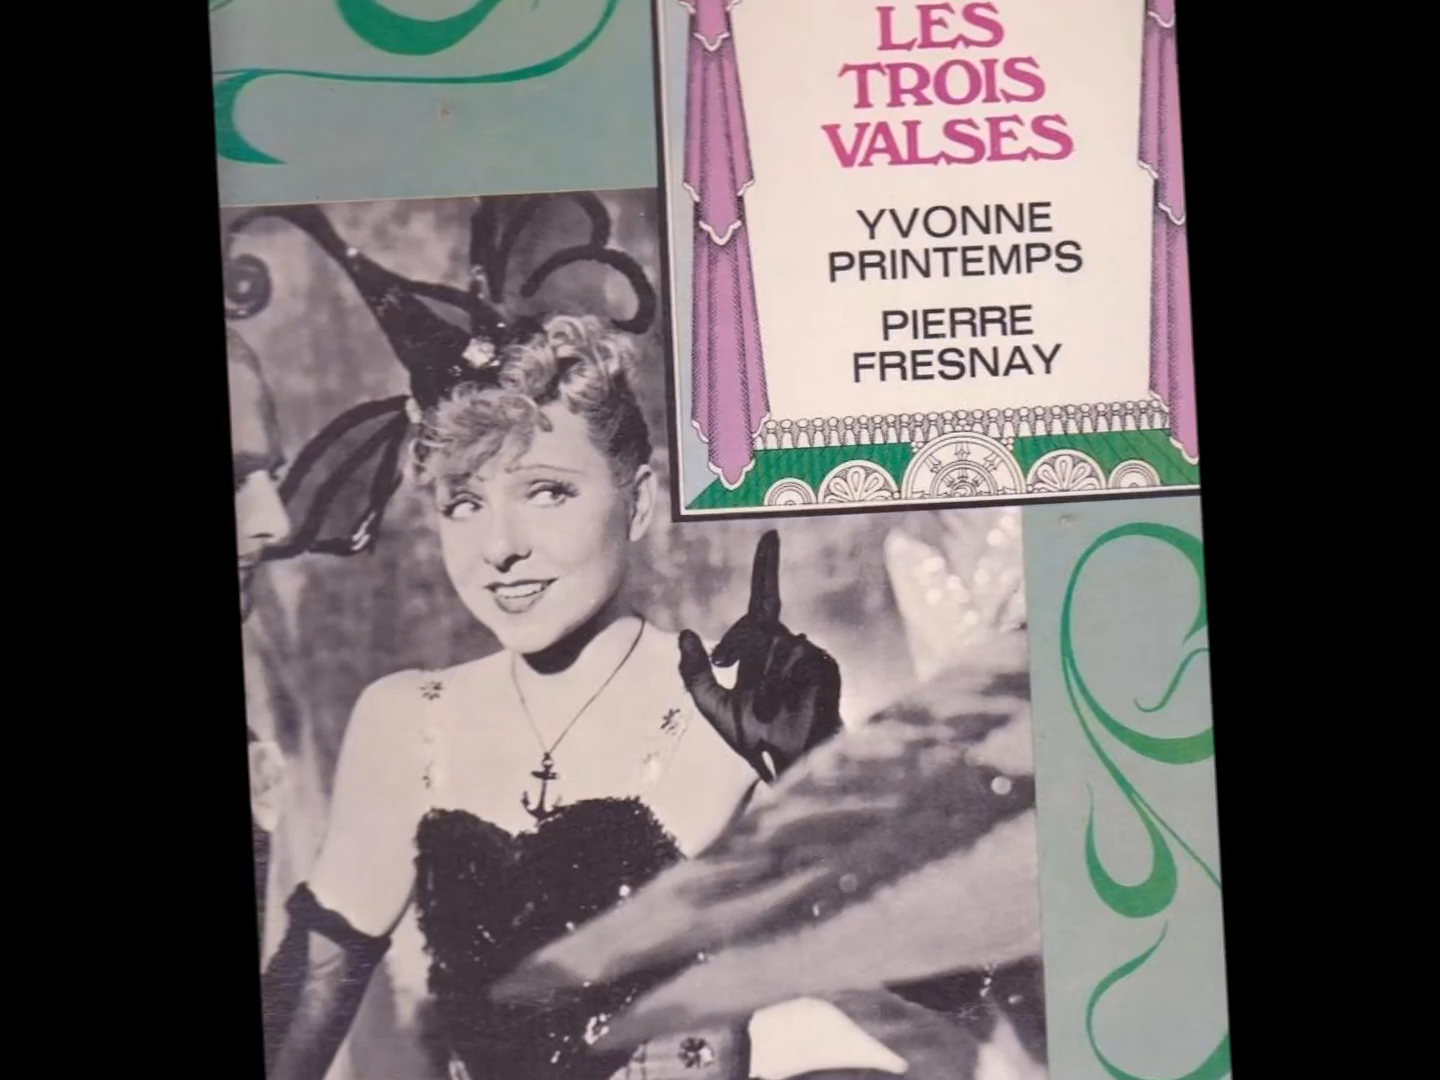 LES
TROIS
VALSES
YVONNE
PRINTEMPS
PIERRE
FRESNAY